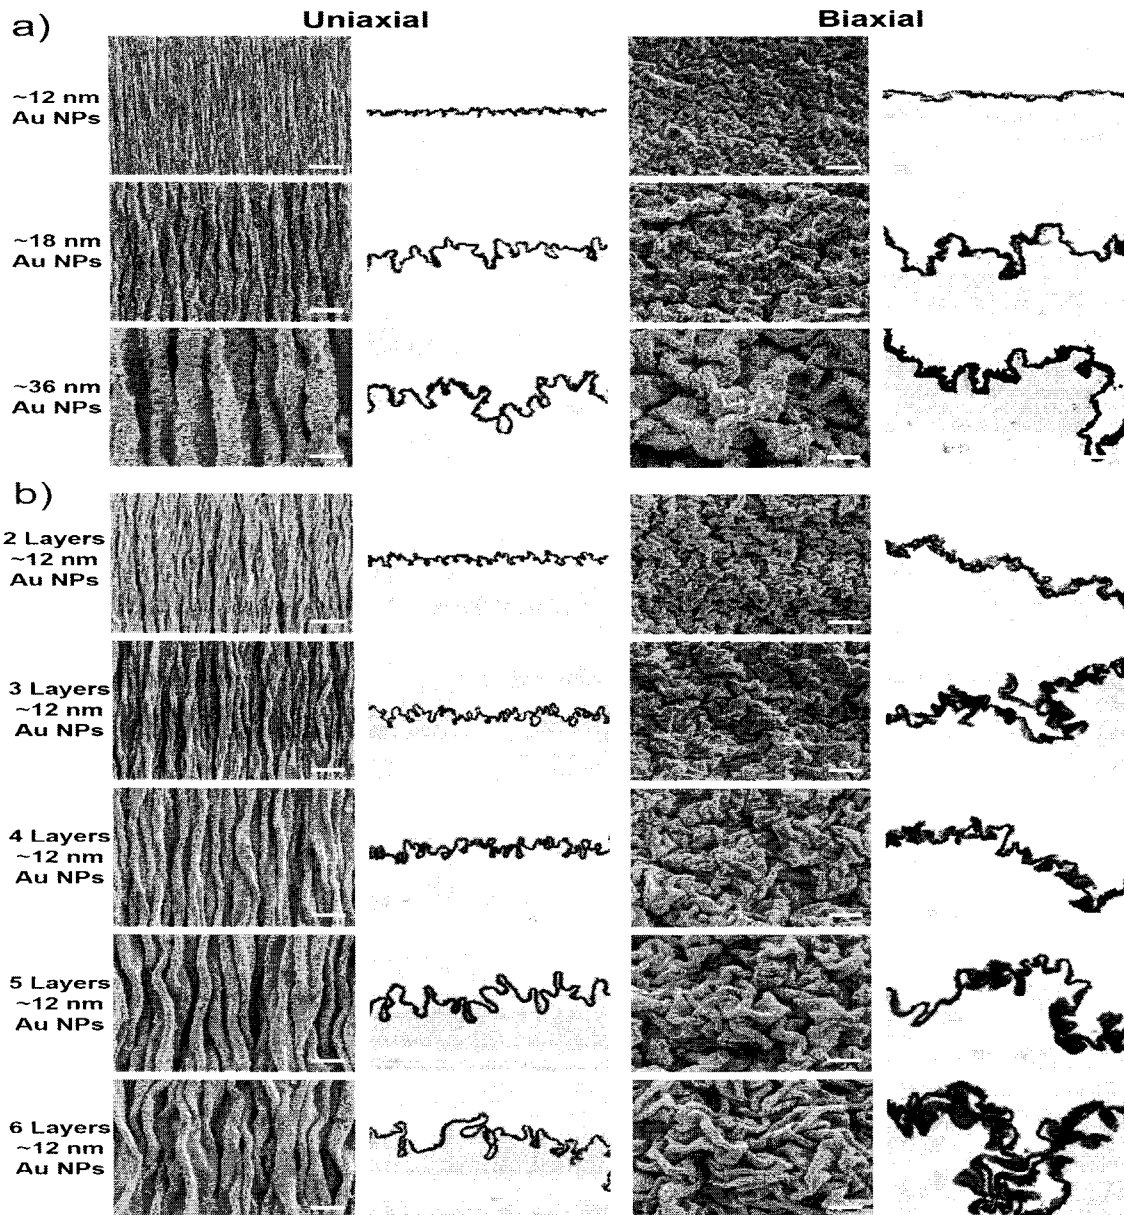 a)
Uniaxial
Biaxial
~12 nm
Au NPs
~18 nm
Au NPs
~36 nm
Au NPs
b)
2 Layers
~12 nm
Au NPs
3 Layers
~12 nm
Au NPs
4 Layers
~12 nm
Au NPs
5 Layers
~12 nm
Au NPs
6 Layers
~12 nm
Au NPs